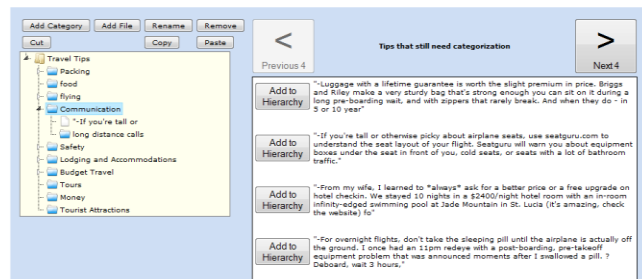 Add Category Add File Rename Remove
Cut Copy Paste
Travel Tips
Packing
food
flying
Communication
"-If you're tall or
long distance calls
Safety
Lodging and Accommodations
Budget Travel
Tours
Money
Tourist Attractions
<
Previous 4
Tips that still need categorization
>
Next 4
Add to
Hierarchy
"-Luggage with a lifetime guarantee is worth the slight premium in price. Briggs
and Riley make a very sturdy bag that's strong enough you can sit on it during a
long pre-boarding wait, and with zippers that rarely break. And when they do - in
5 or 10 year"
Add to
Hierarchy
"-If you're tall or otherwise picky about airplane seats, use seatguru.com to
understand the seat layout of your flight. Seatguru will warn you about equipment
boxes under the seat in front of you, cold seats, or seats with a lot of bathroom
traffic."
Add to
Hierarchy
"-From my wife, I learned to *always* ask for a better price or a free upgrade on
hotel checkin. We stayed 10 nights in a $2400/night hotel room with an in-room
infinity-edged swimming pool at Jade Mountain in St. Lucia (it's amazing, check
the website) fo"
Add to
Hierarchy
"-For overnight flights, don't take the sleeping pill until the airplane is actually off
the ground. I once had an 11pm redeye with a post-boarding, pre-takeoff
equipment problem that was announced moments after I swallowed a pill. ?
Deboard, wait 3 hours,"